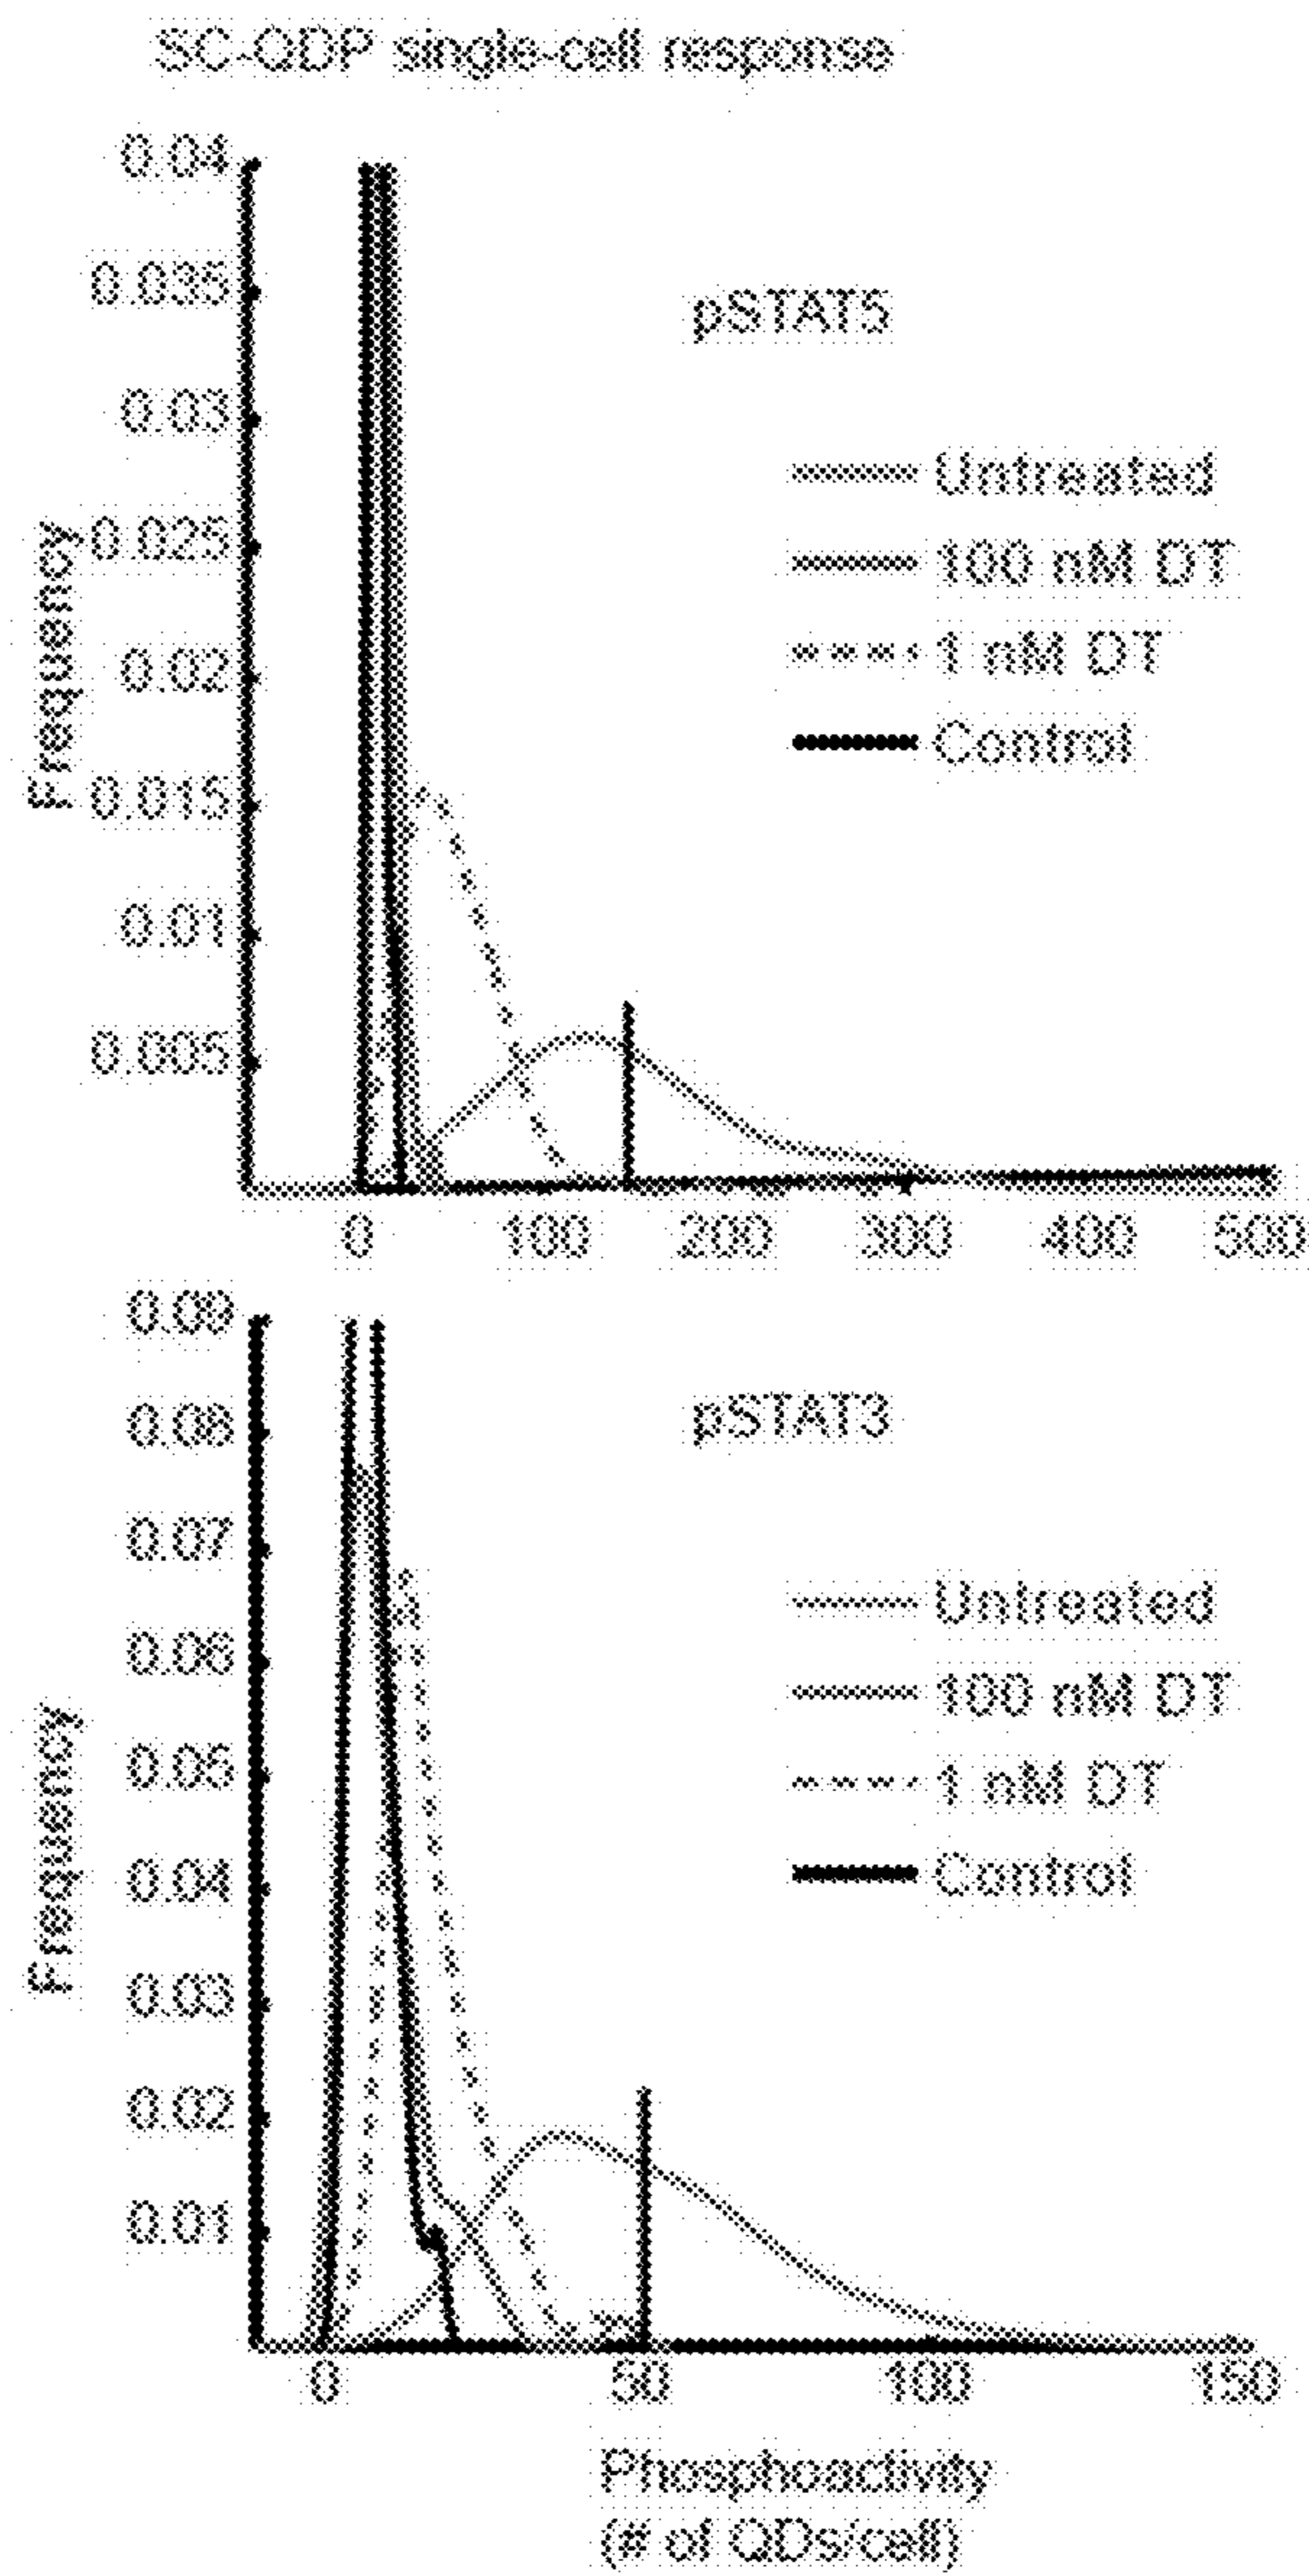 SC-QDP single-cell response
0.04
0.035
0.03
0.025
0.02
0.015
0.01
0.005
Frequency
pSTAT5
Untreated
100 nM DT
1 nM DT
Control
0 100 200 300 400 500
0.09
0.08
0.07
0.06
0.05
0.04
0.03
0.02
0.01
Frequency
pSTAT3
Untreated
100 nM DT
1 nM DT
Control
0 50 100 150
Phosphoactivity
(# of QDs/cell)